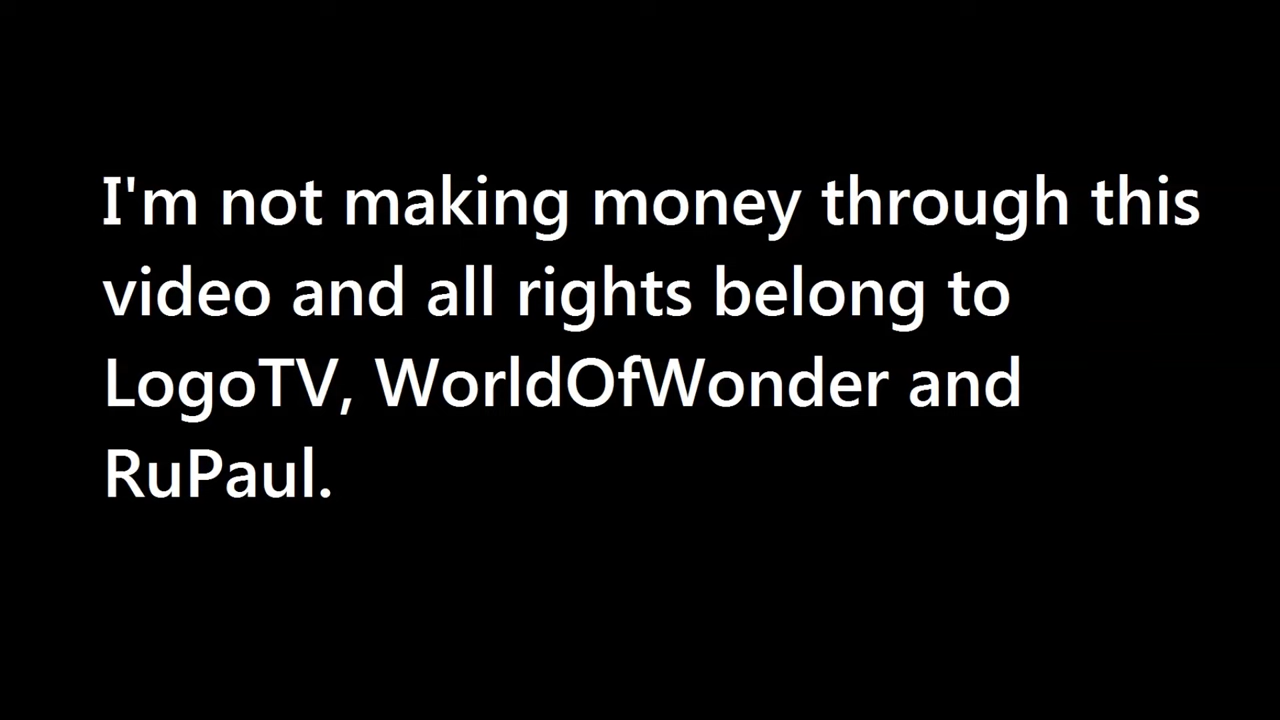 I'm not making money through this
video and all rights belong to
LogoTV, WorldOfWonder and
RuPaul.